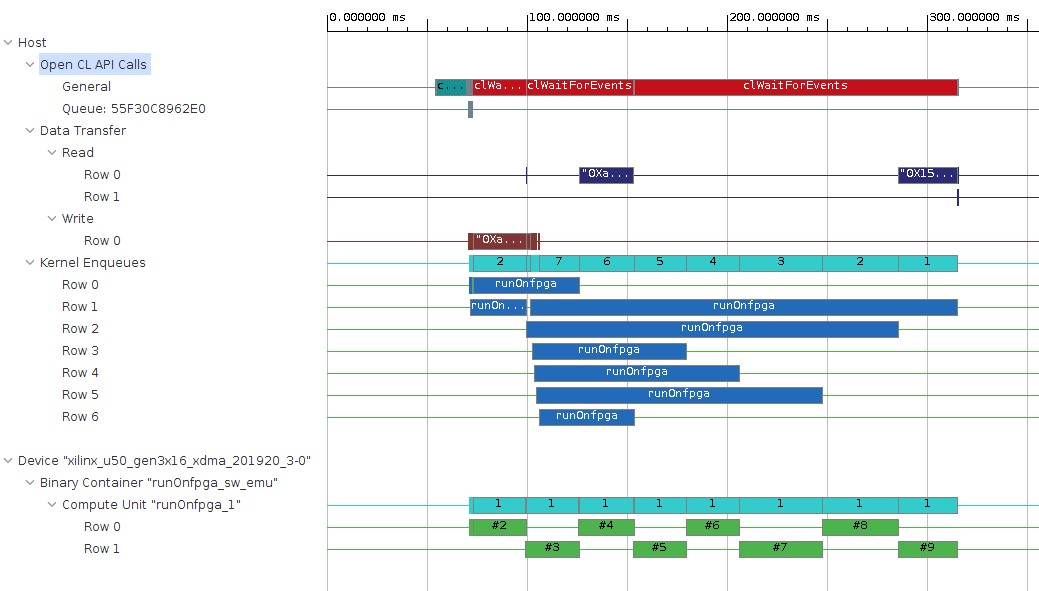 0.000000 ms 100.000000 ms 200.000000 ms 300.000000 ms
Host
Open CL API Calls
General c... clWa... clWaitForEvents clWaitForEvents
Queue: 55F30C8962E0
Data Transfer
Read
Row 0 "0Xa... "0X15...
Row 1
Write
Row 0 "0Xa...
Kernel Enqueues 2 7 6 5 4 3 2 1
Row 0 runOnfpga
Row 1 runOn... runOnfpga
Row 2 runOnfpga
Row 3 runOnfpga
Row 4 runOnfpga
Row 5 runOnfpga
Row 6 runOnfpga
Device "xilinx_u50_gen3x16_xdma_201920_3-0"
Binary Container "runOnfpga_sw_emu"
Compute Unit "runOnfpga_1" 1 1 1 1 1 1 1 1
Row 0 #2 #4 #6 #8
Row 1 #3 #5 #7 #9